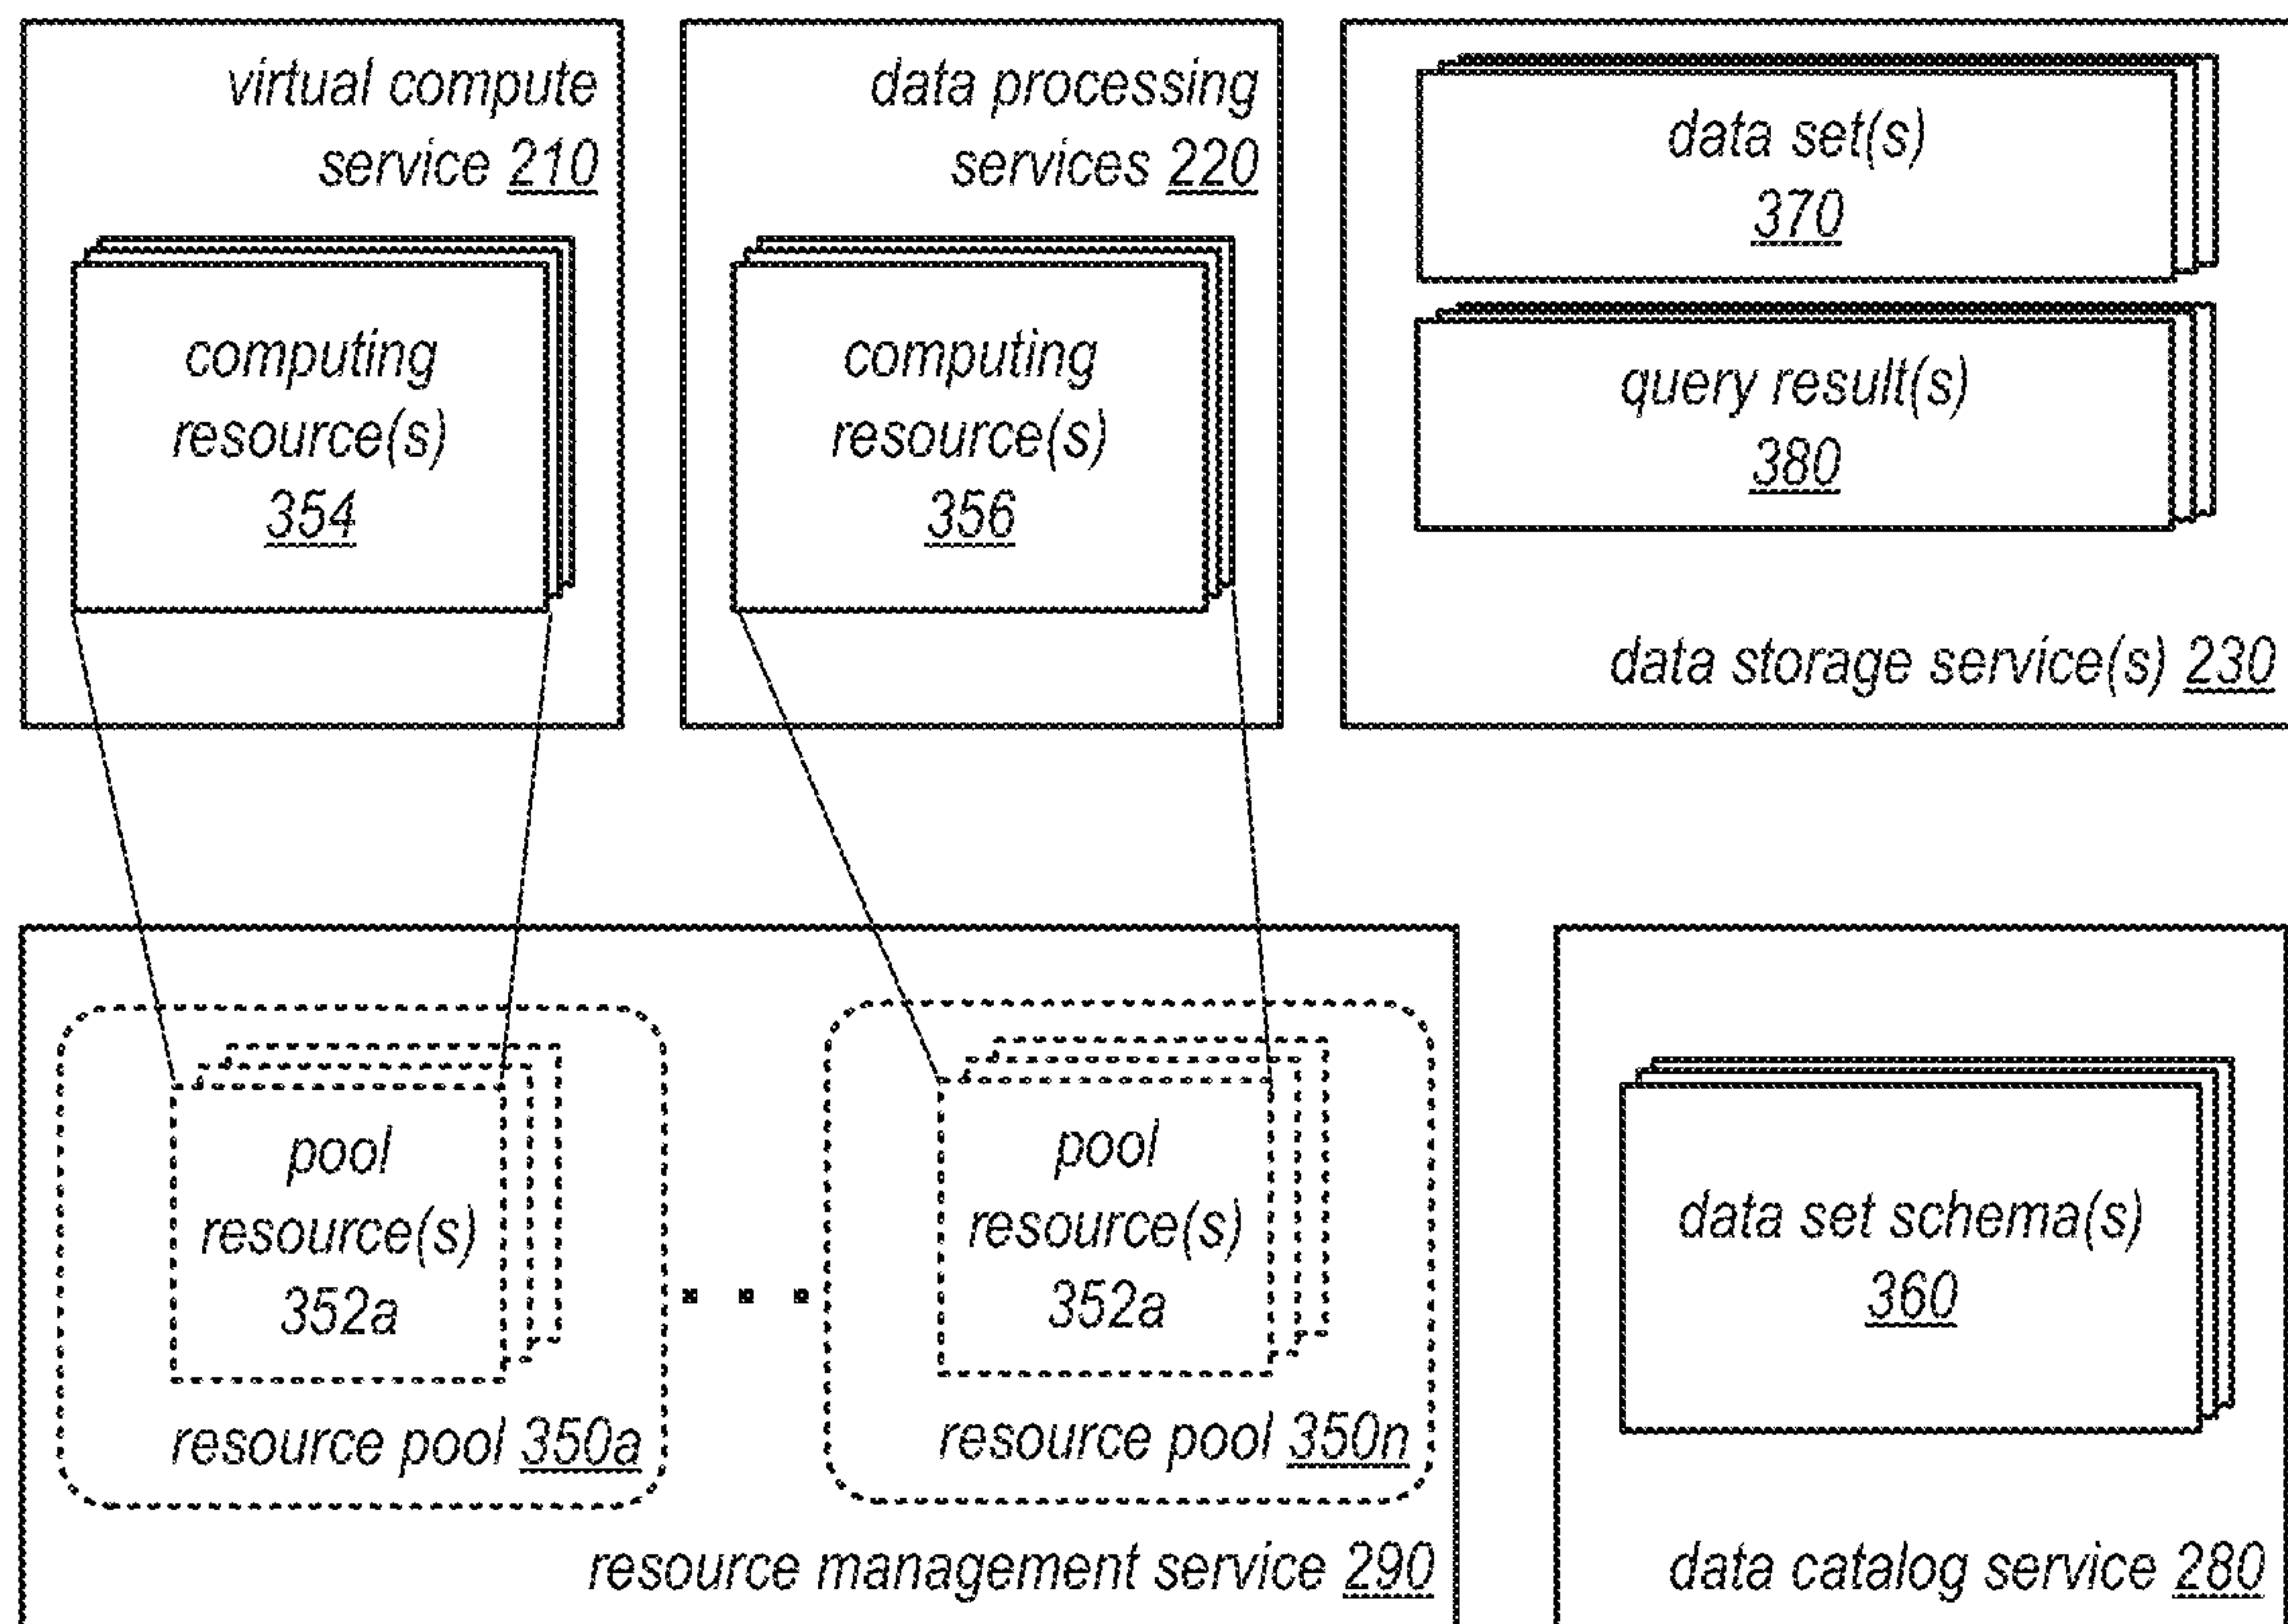 virtual compute
service 210
computing
resource(s)
354
data processing
services 220
computing
resource(s)
356
data set(s)
370
query result(s)
380
data storage service(s) 230
pool
resource(s)
352a
resource pool 350a
pool
resource(s)
352a
resource pool 350n
resource management service 290
data set schema(s)
360
data catalog service 280